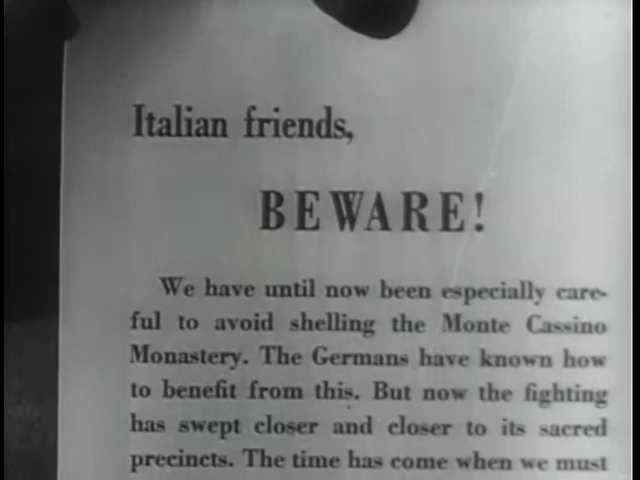 Italian friends,
BEWARE!
We have until now been especially care-
ful to avoid shelling the Monte Cassino
Monastery. The Germans have known how
to benefit from this. But now the fighting
has swept closer and closer to its sacred
precincts. The time has come when we must